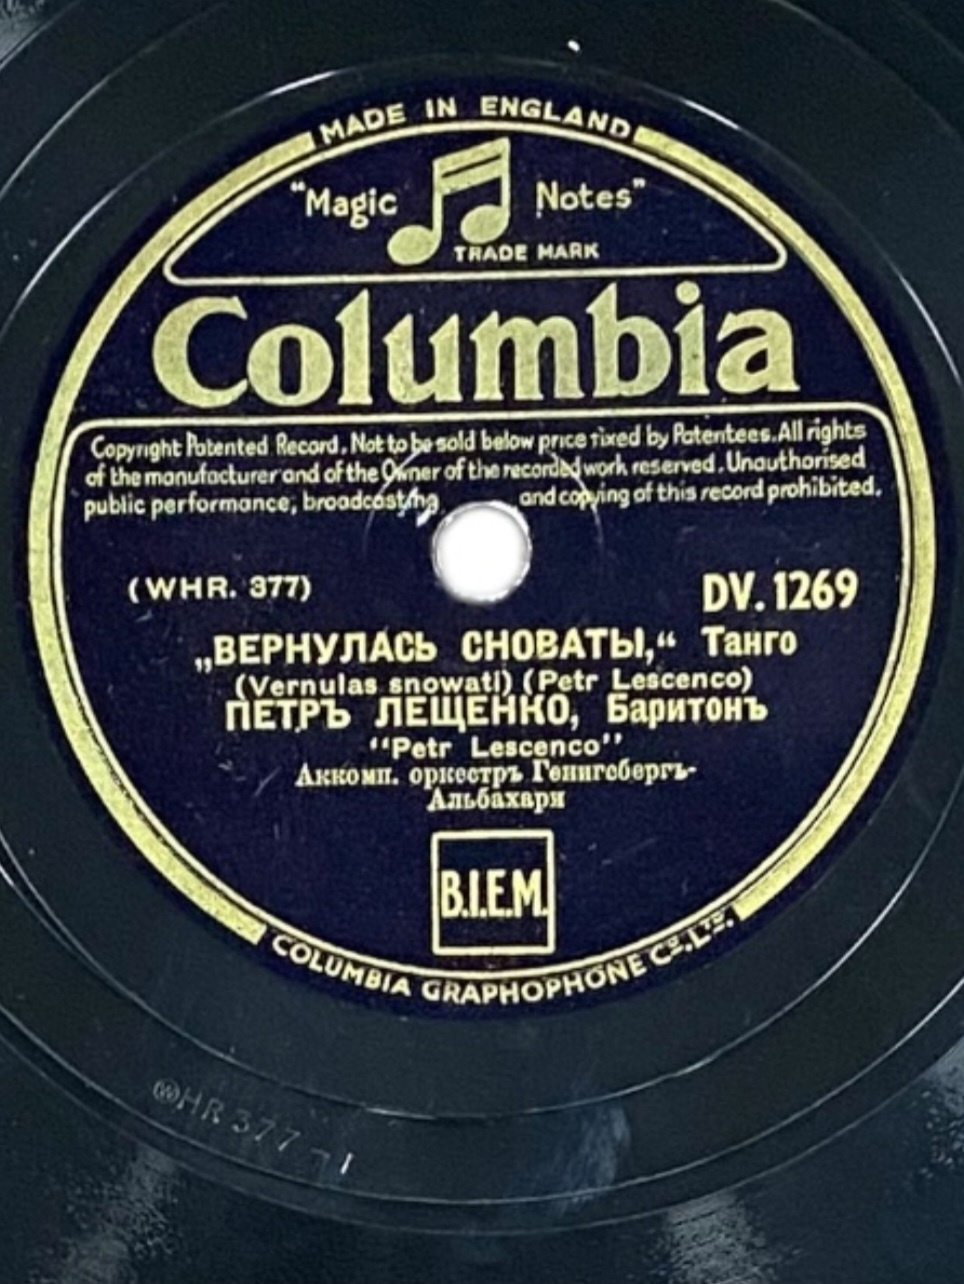 MADE IN ENGLAND
“Magic Notes”
TRADE MARK
Columbia
Copyright Patented Record. Not to be sold below price fixed by Patentees. All rights
of the manufacturer and of the Owner of the recorded work reserved. Unauthorised
public performance, broadcasting and copying of this record prohibited.
(WHR. 377) DV. 1269
„ВЕРНУЛАСЬ СНОВАТЫ,“ Танго
(Vernulas snowati) (Petr Lescenco)
ПЕТРЪ ЛЕЩЕНКО, Баритонъ
“Petr Lescenco”
Аккомп. оркестръ Генигсбергъ-
Альбахари
B.I.E.M.
COLUMBIA GRAPHOPHONE Co. LTD.
WHR 377-1